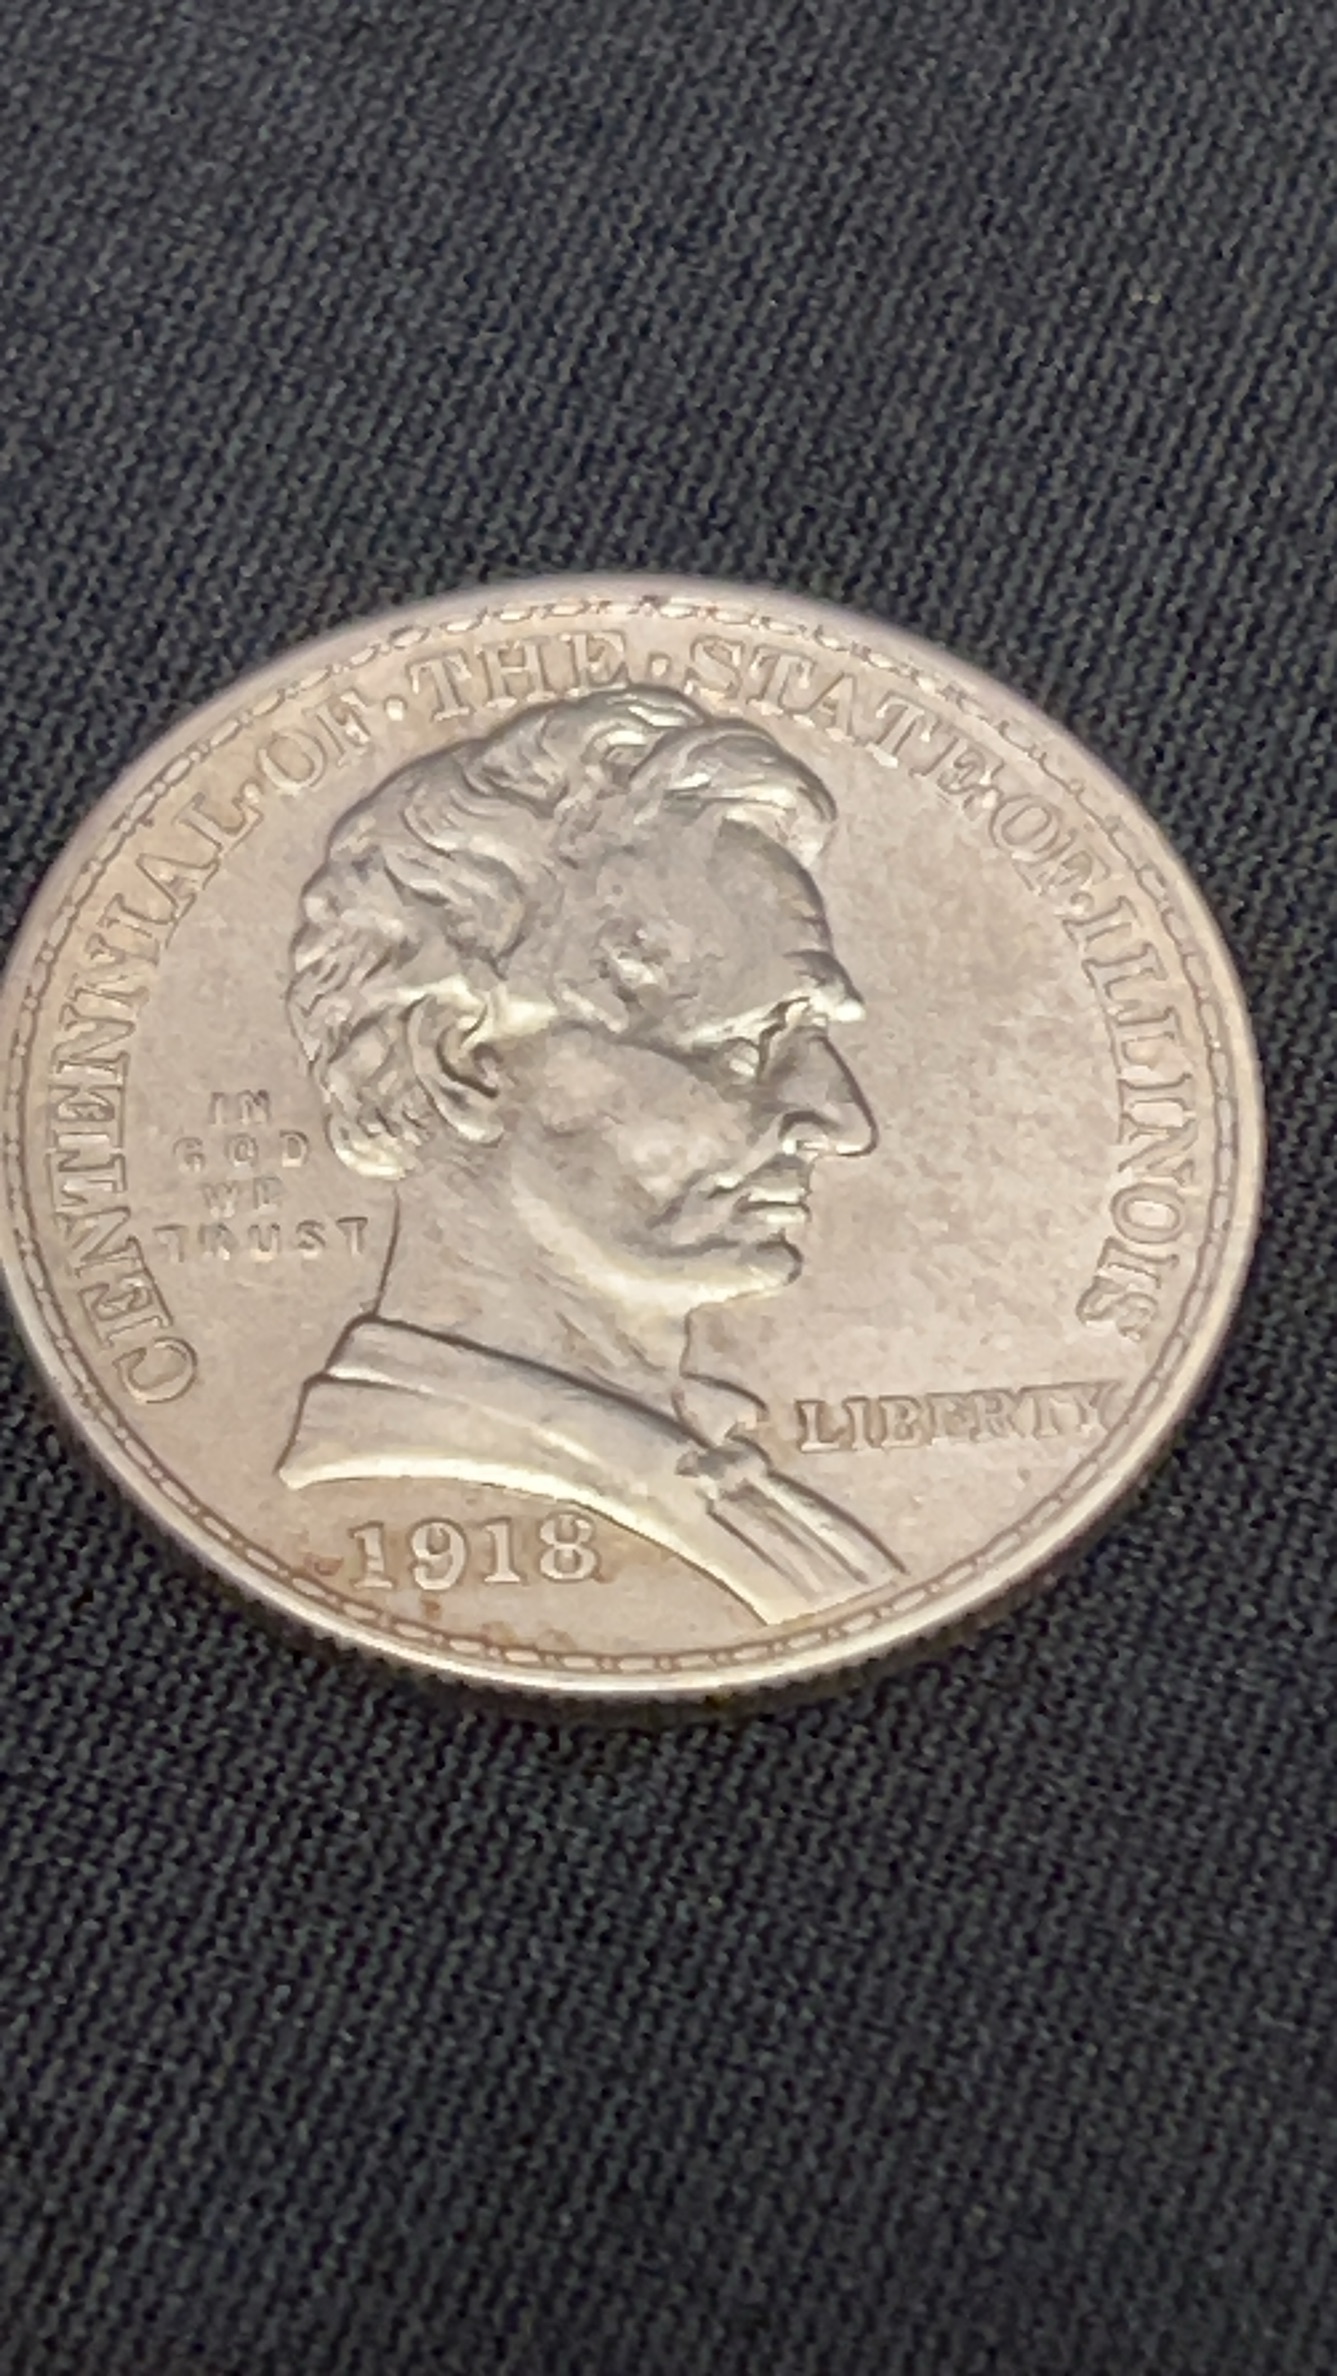 CENTENNIAL·OF·THE·STATE·OF·ILLINOIS
IN
GOD
WE
TRUST
LIBERTY
1918